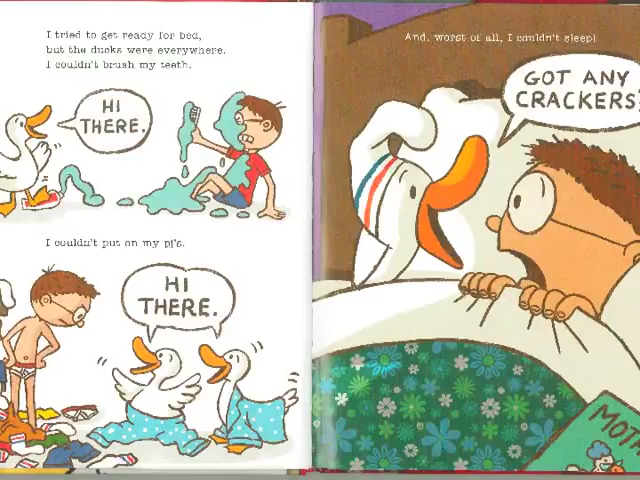 I tried to get ready for bed,
but the ducks were everywhere.
I couldn't brush my teeth.
HI
THERE.
I couldn't put on my pj's.
HI
THERE.
And, worst of all, I couldn't sleep!
GOT ANY
CRACKERS?